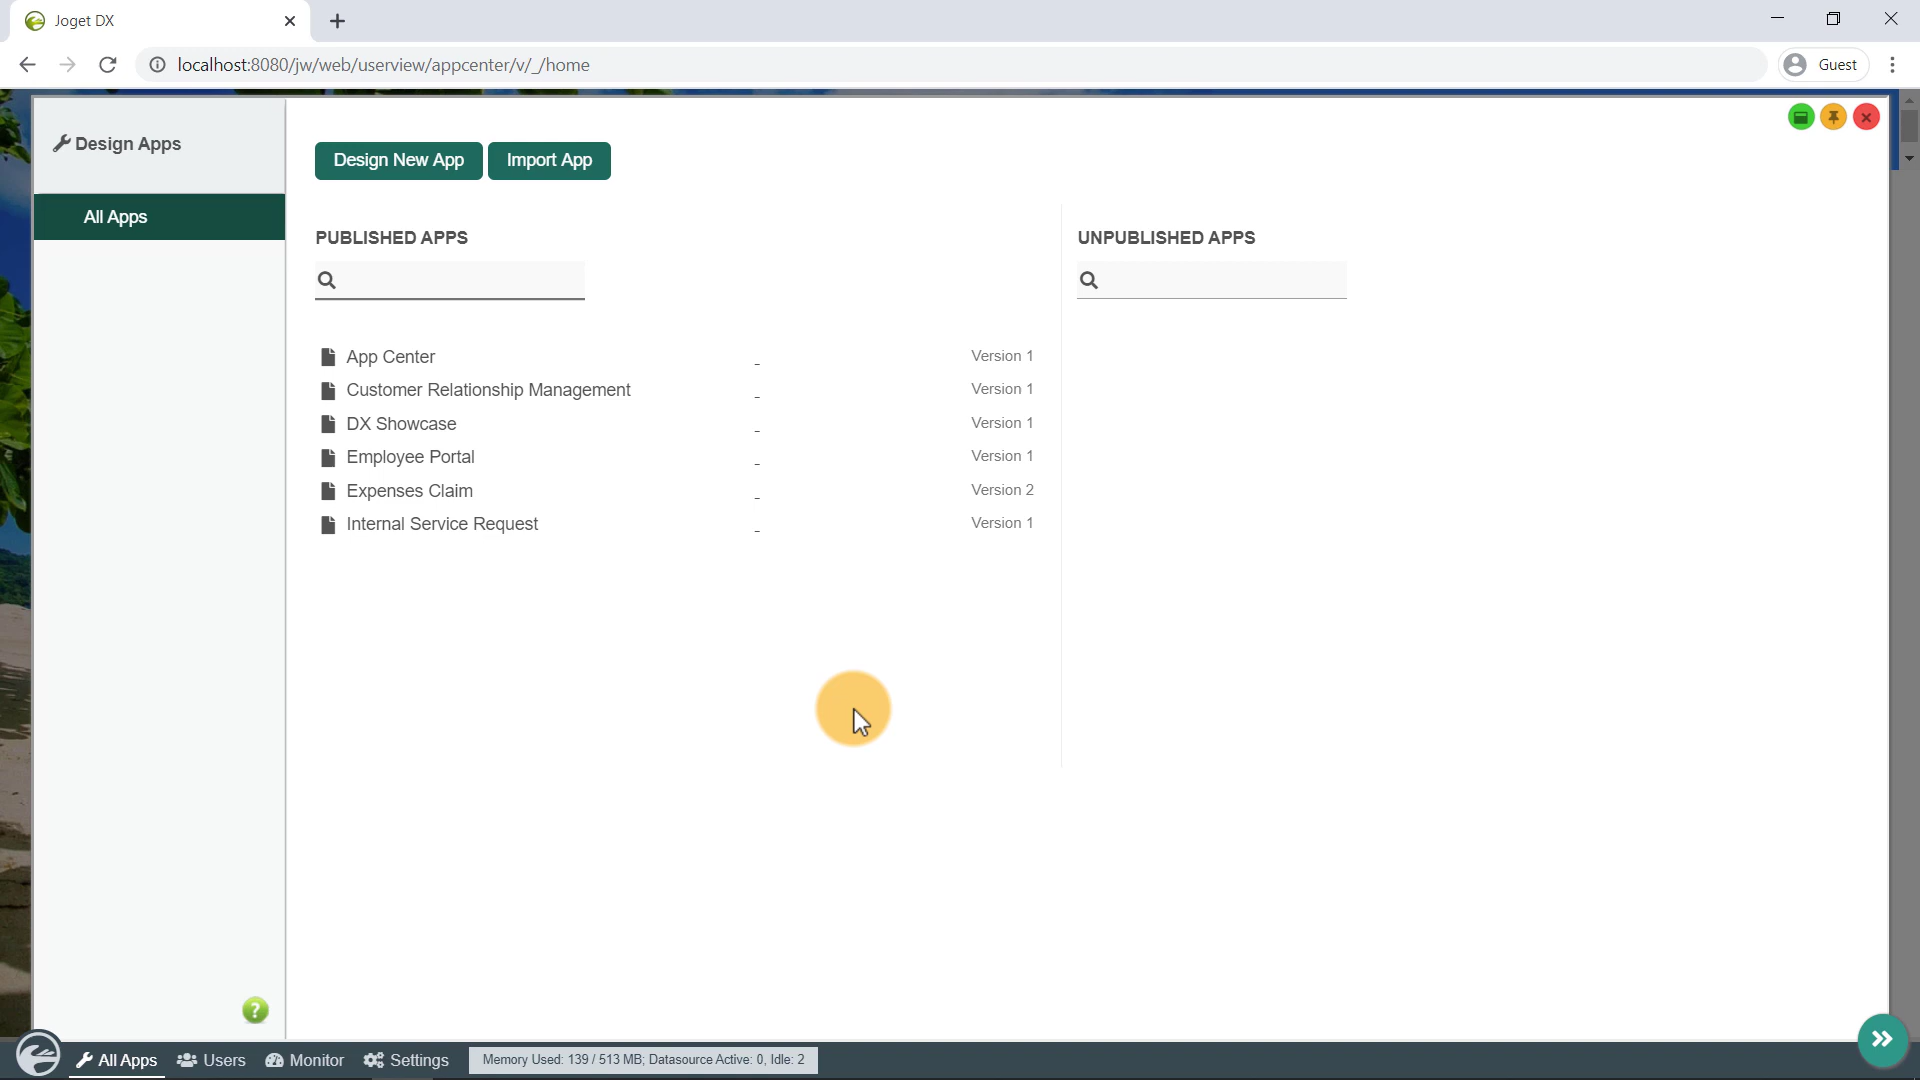 Joget DX
localhost:8080/jw/web/userview/appcenter/v/_/home
Guest
Design Apps
All Apps
Design New App
Import App
PUBLISHED APPS
UNPUBLISHED APPS
App Center _ Version 1
Customer Relationship Management _ Version 1
DX Showcase _ Version 1
Employee Portal _ Version 1
Expenses Claim _ Version 2
Internal Service Request _ Version 1
?
All Apps
Users
Monitor
Settings
Memory Used: 139 / 513 MB; Datasource Active: 0, Idle: 2